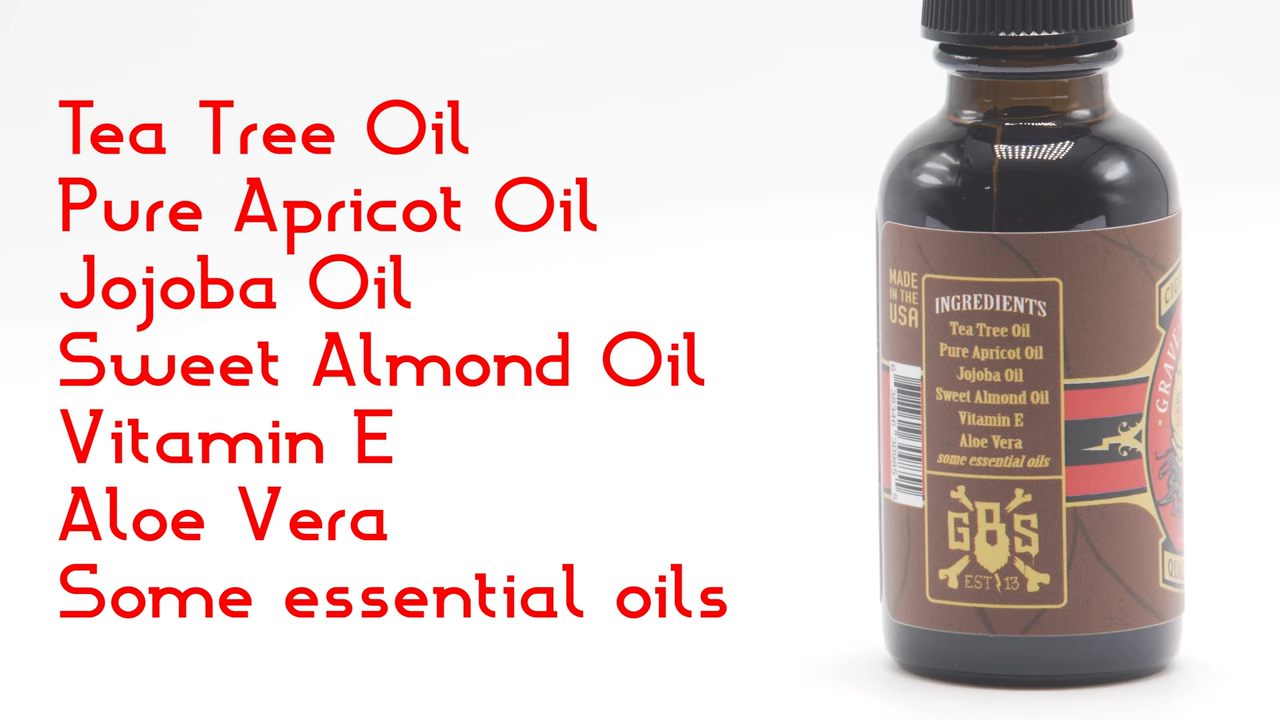 Tea Tree Oil
Pure Apricot Oil
Jojoba Oil
Sweet Almond Oil
Vitamin E
Aloe Vera
Some essential oils
MADE
IN THE
USA
INGREDIENTS
Tea Tree Oil
Pure Apricot Oil
Jojoba Oil
Sweet Almond Oil
Vitamin E
Aloe Vera
some essential oils
GBS
EST 13